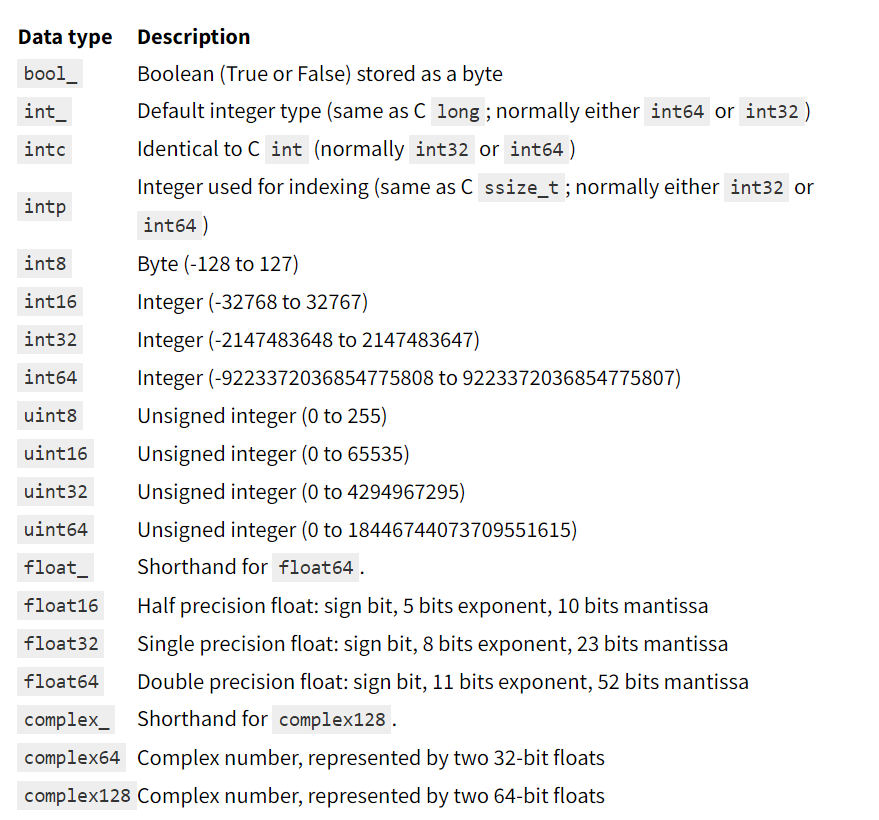 Data type Description
bool_ Boolean (True or False) stored as a byte
int_ Default integer type (same as C long; normally either int64 or int32)
intc Identical to C int (normally int32 or int64)
intp Integer used for indexing (same as C ssize_t; normally either int32 or
int64)
int8 Byte (-128 to 127)
int16 Integer (-32768 to 32767)
int32 Integer (-2147483648 to 2147483647)
int64 Integer (-9223372036854775808 to 9223372036854775807)
uint8 Unsigned integer (0 to 255)
uint16 Unsigned integer (0 to 65535)
uint32 Unsigned integer (0 to 4294967295)
uint64 Unsigned integer (0 to 18446744073709551615)
float_ Shorthand for float64.
float16 Half precision float: sign bit, 5 bits exponent, 10 bits mantissa
float32 Single precision float: sign bit, 8 bits exponent, 23 bits mantissa
float64 Double precision float: sign bit, 11 bits exponent, 52 bits mantissa
complex_ Shorthand for complex128.
complex64 Complex number, represented by two 32-bit floats
complex128 Complex number, represented by two 64-bit floats